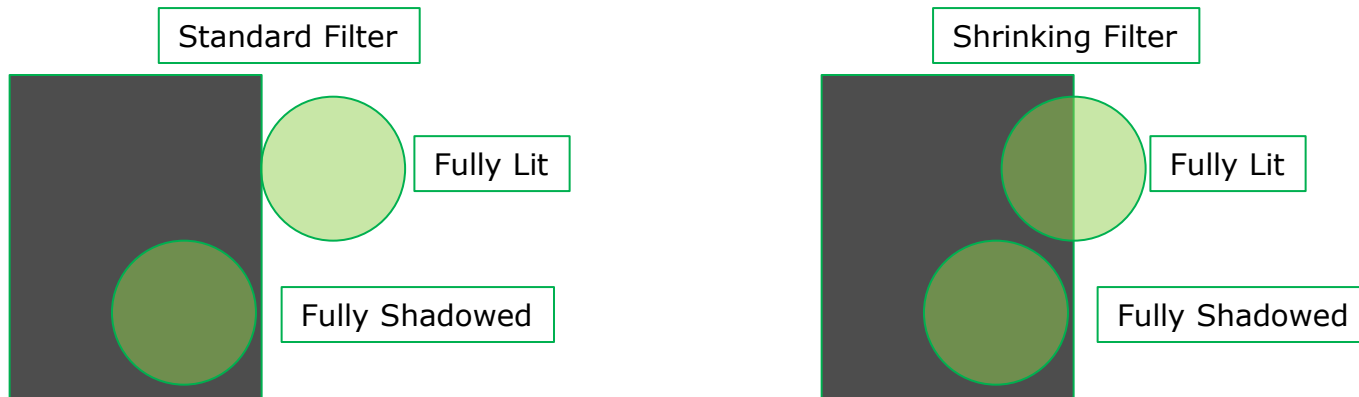 Standard Filter
Fully Lit
Fully Shadowed
Shrinking Filter
Fully Lit
Fully Shadowed